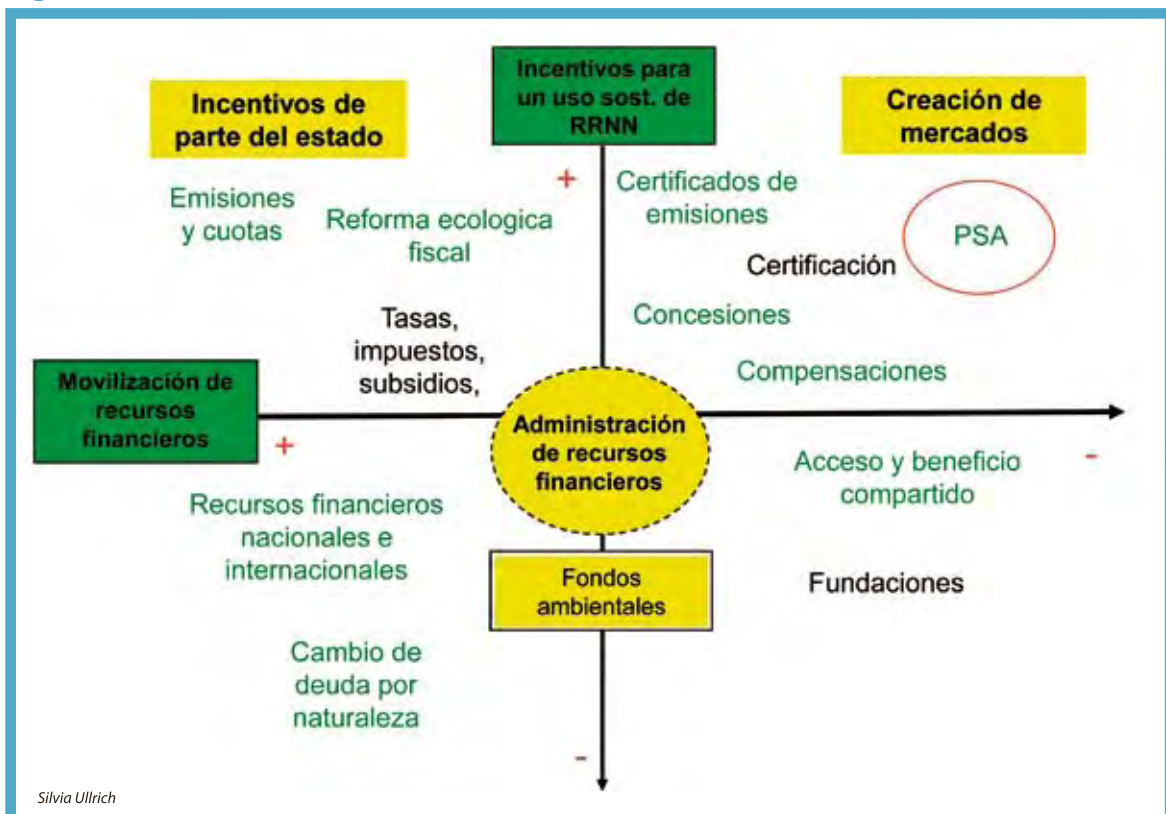 Incentivos de
parte del estado
Incentivos para
un uso sost. de
RRNN
Creación de
mercados
Emisiones
y cuotas
Reforma ecologica
fiscal
+
Certificados de
emisiones
PSA
Certificación
Tasas,
impuestos,
subsidios,
Concesiones
Compensaciones
Movilización de
recursos
financieros
+
Administración
de recursos
financieros
Acceso y beneficio
compartido
-
Recursos financieros
nacionales e
internacionales
Fondos
ambientales
Fundaciones
Cambio de
deuda por
naturaleza
-
Silvia Ullrich